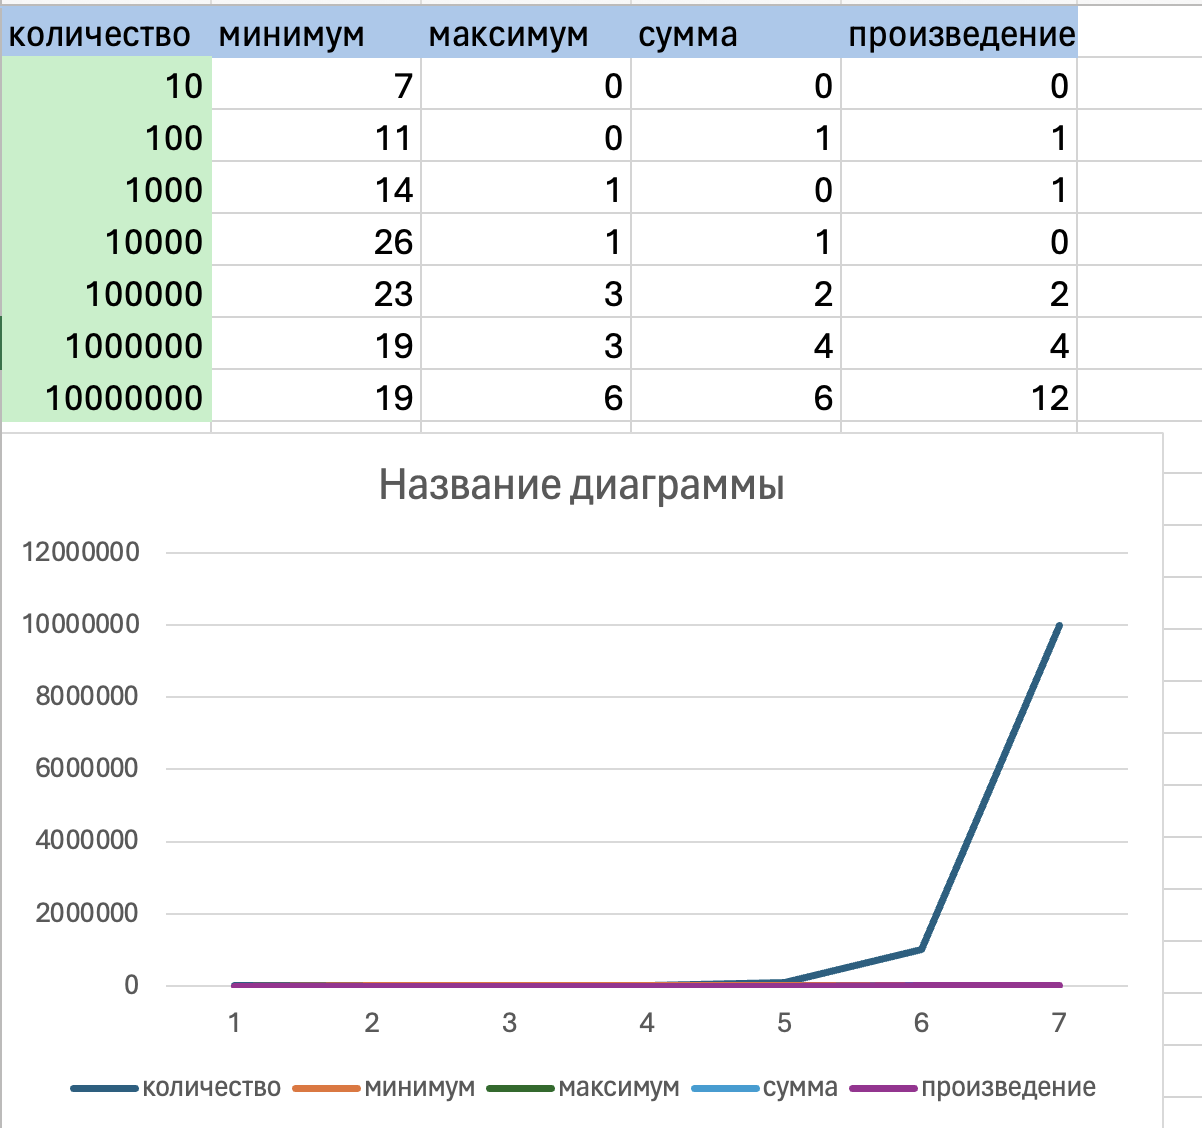 количество минимум максимум сумма произведение
10 7 0 0 0
100 11 0 1 1
1000 14 1 0 1
10000 26 1 1 0
100000 23 3 2 2
1000000 19 3 4 4
10000000 19 6 6 12
Название диаграммы
12000000
10000000
8000000
6000000
4000000
2000000
0
1 2 3 4 5 6 7
количество минимум максимум сумма произведение